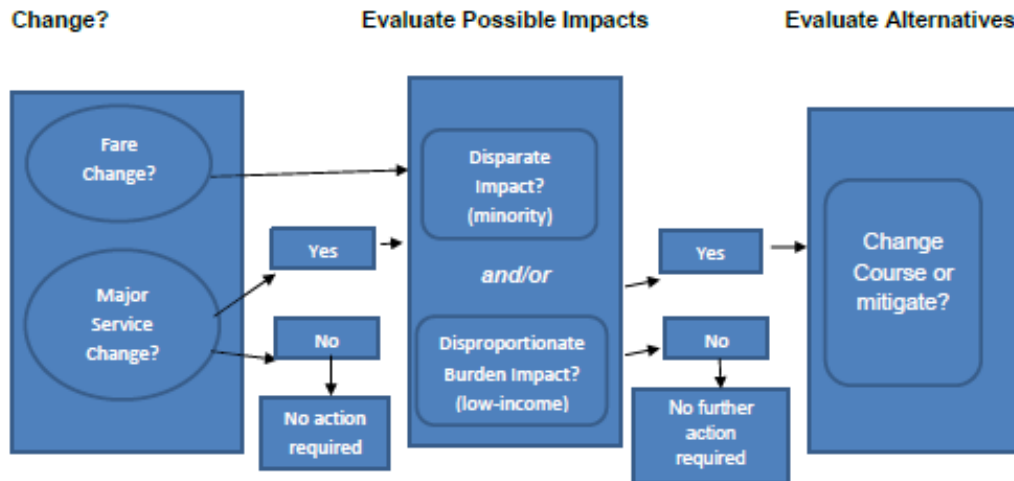 Change?
Evaluate Possible Impacts
Evaluate Alternatives
Fare
Change?
Major
Service
Change?
Yes
No
No action
required
Disparate
Impact?
(minority)
and/or
Disproportionate
Burden Impact?
(low-income)
Yes
No
No further
action
required
Change
Course or
mitigate?